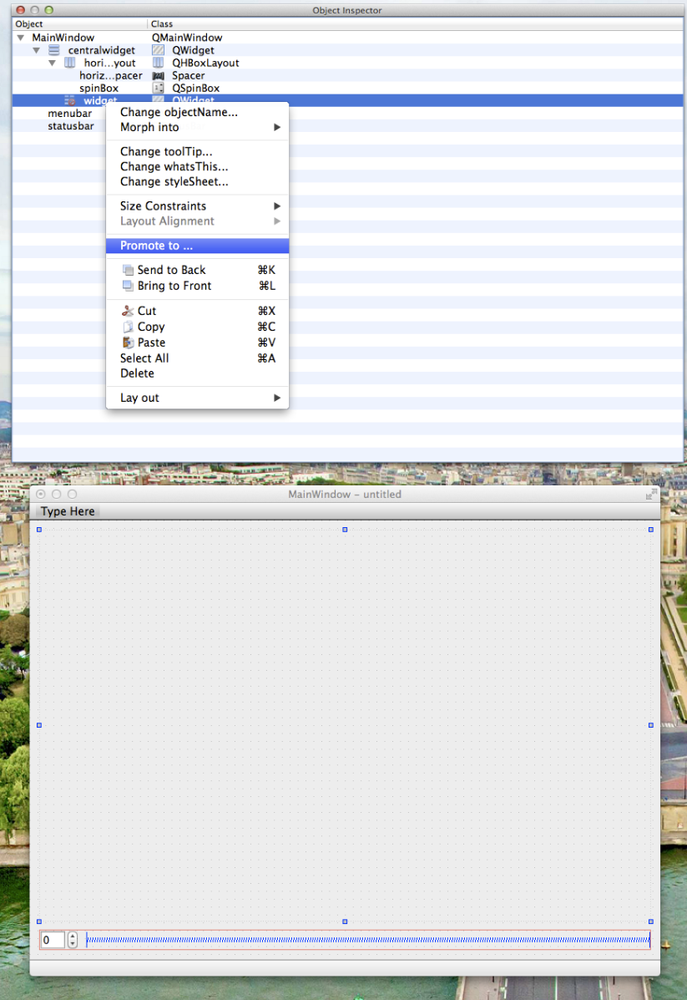 Object Inspector
Object Class
MainWindow QMainWindow
centralwidget QWidget
hori...yout QHBoxLayout
horiz...pacer Spacer
spinBox QSpinBox
widget QWidget
menubar
statusbar
Change objectName...
Morph into
Change toolTip...
Change whatsThis...
Change styleSheet...
Size Constraints
Layout Alignment
Promote to ...
Send to Back ⌘K
Bring to Front ⌘L
Cut ⌘X
Copy ⌘C
Paste ⌘V
Select All ⌘A
Delete
Lay out
MainWindow – untitled
Type Here
0